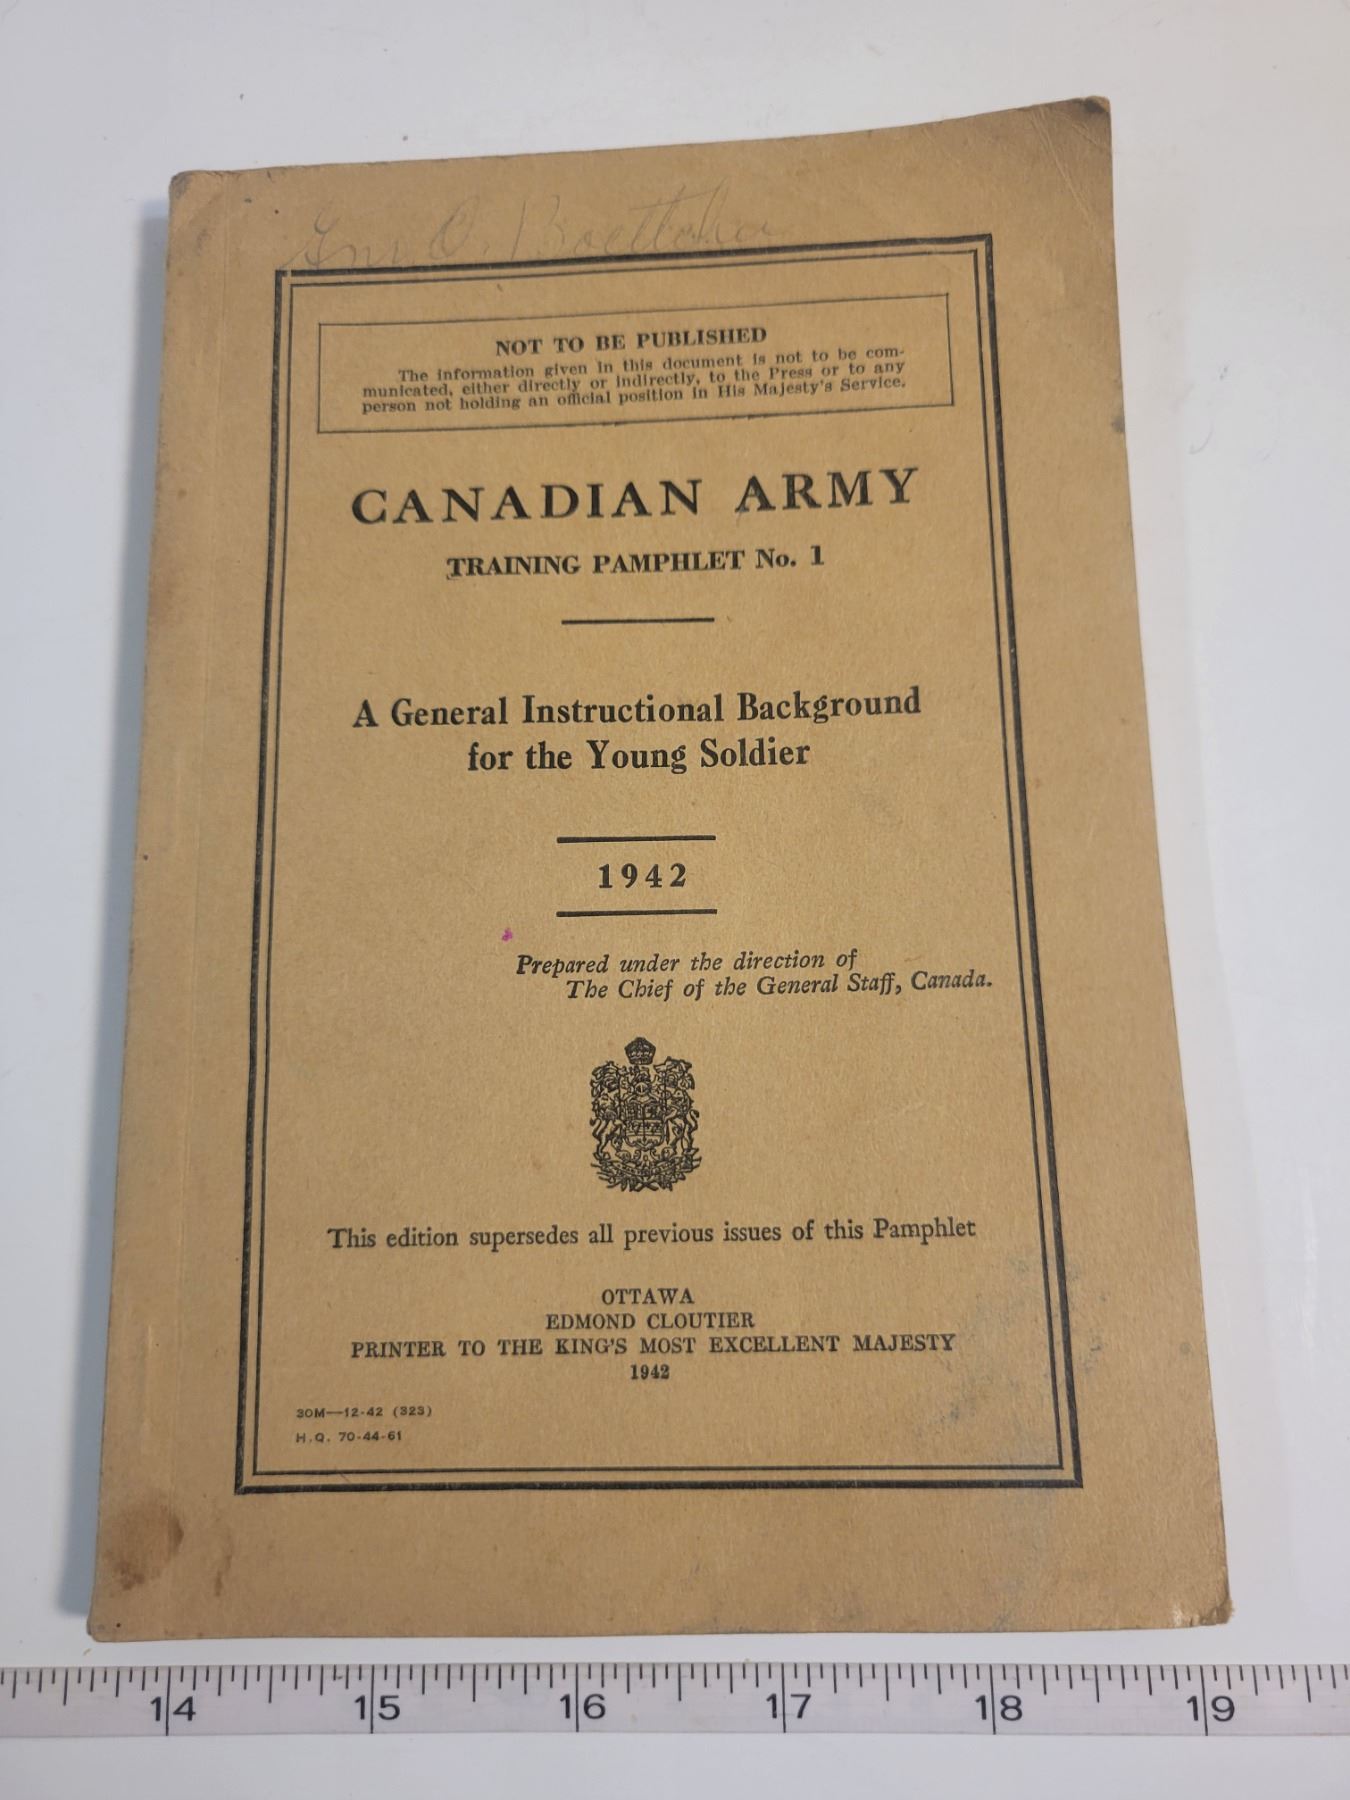 O. Boettcher
NOT TO BE PUBLISHED
The information given in this document is not to be com-
municated, either directly or indirectly, to the Press or to any
person not holding an official position in His Majesty's Service.
CANADIAN ARMY
TRAINING PAMPHLET No. 1
A General Instructional Background
for the Young Soldier
1942
Prepared under the direction of
The Chief of the General Staff, Canada.
This edition supersedes all previous issues of this Pamphlet
OTTAWA
EDMOND CLOUTIER
PRINTER TO THE KING'S MOST EXCELLENT MAJESTY
1942
30M—12-42 (323)
H.Q. 70-44-61
14 15 16 17 18 19